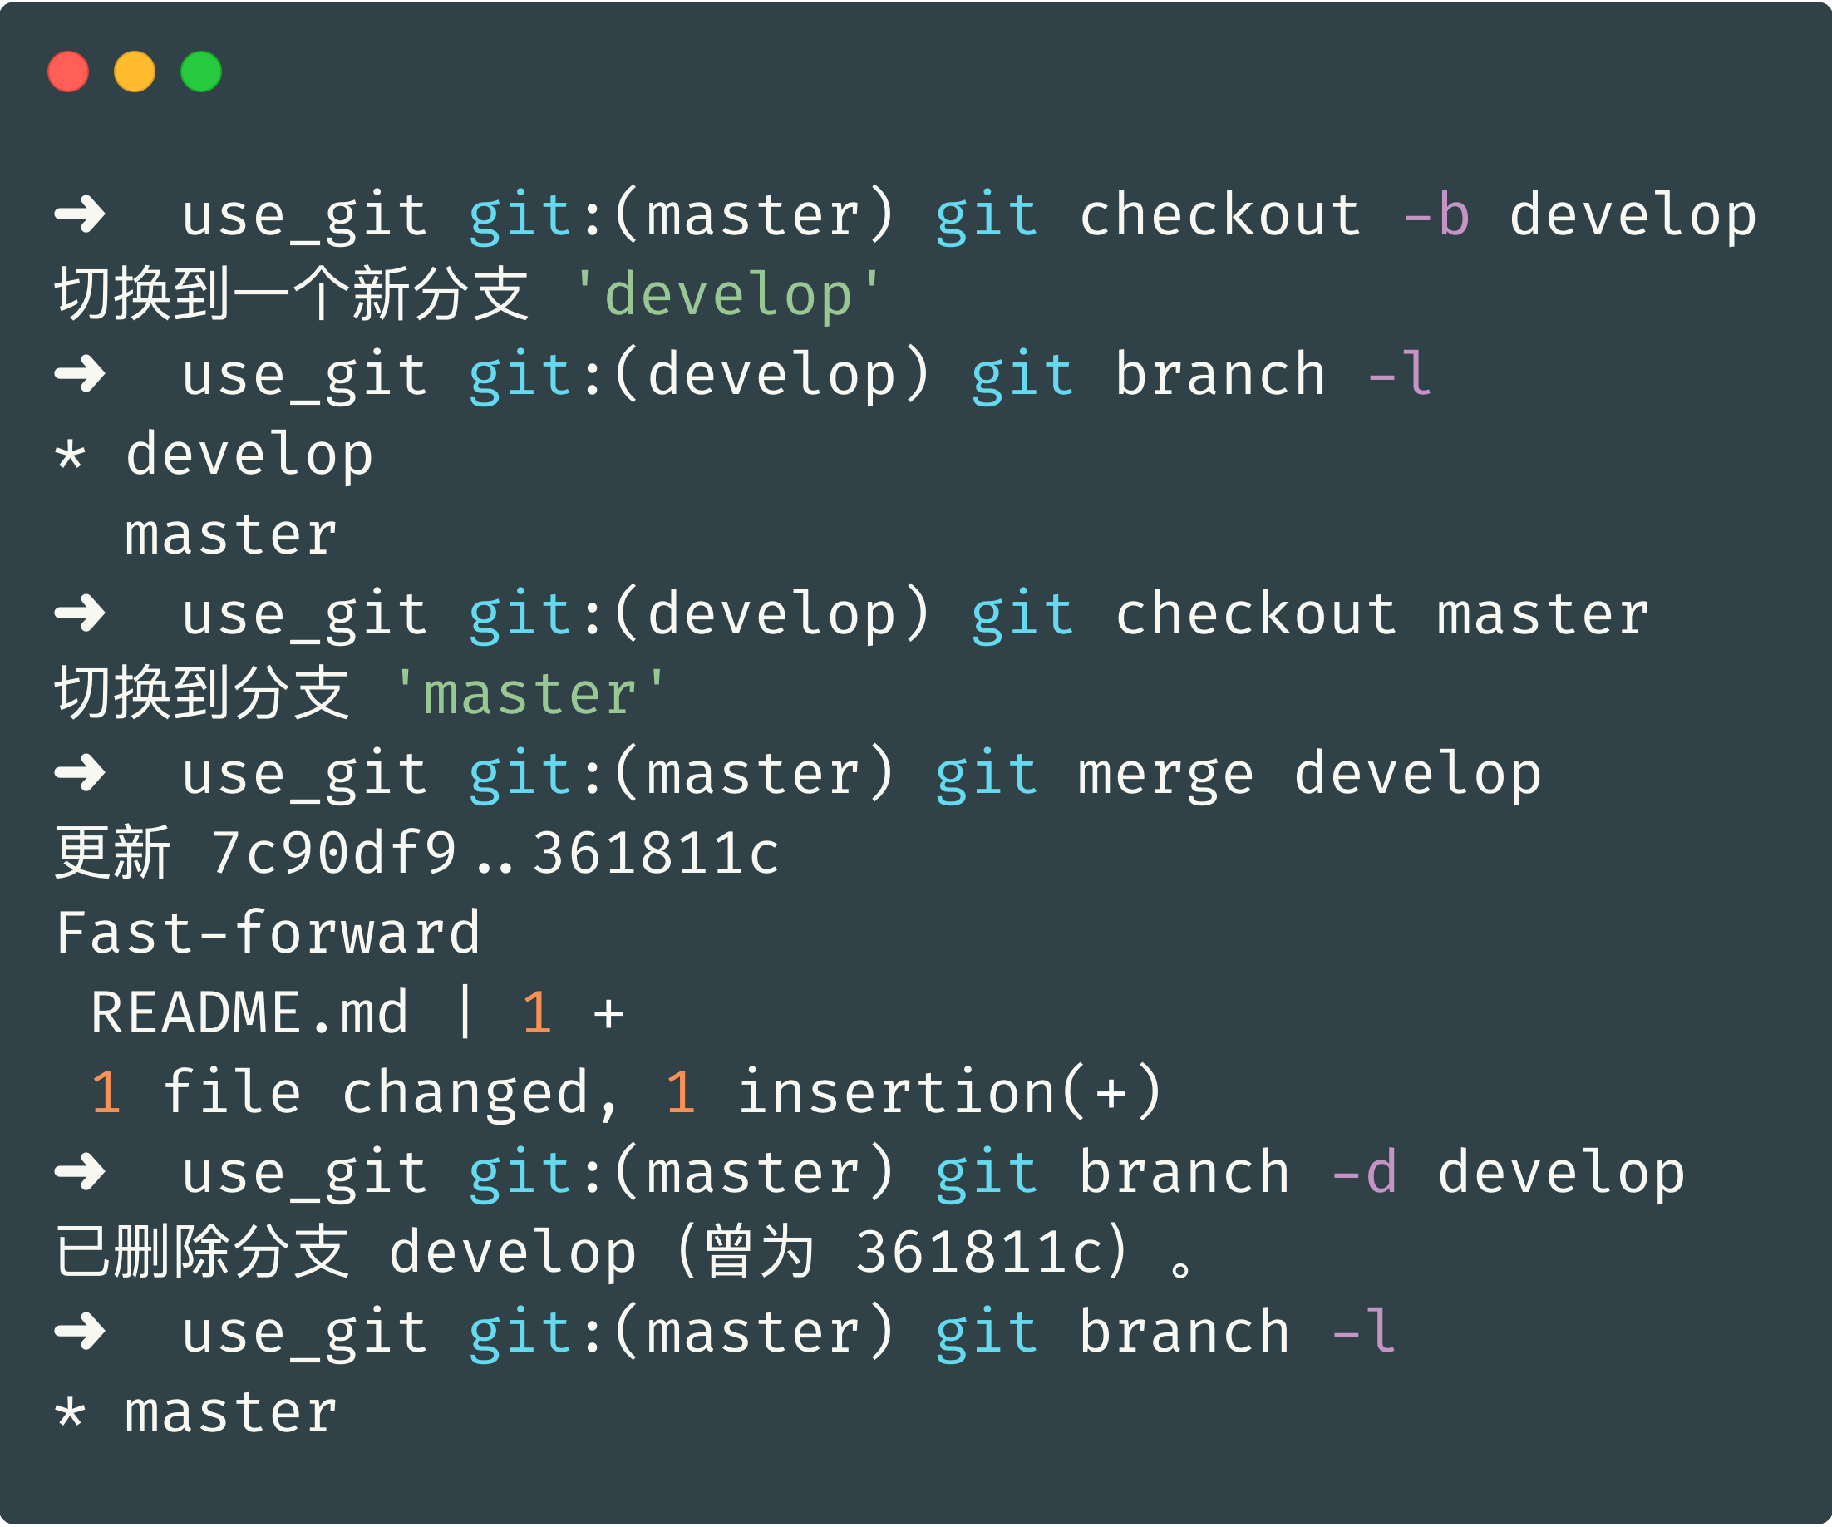 ➜  use_git git:(master) git checkout -b develop
切换到一个新分支 'develop'
➜  use_git git:(develop) git branch -l
* develop
  master
➜  use_git git:(develop) git checkout master
切换到分支 'master'
➜  use_git git:(master) git merge develop
更新 7c90df9..361811c
Fast-forward
 README.md | 1 +
 1 file changed, 1 insertion(+)
➜  use_git git:(master) git branch -d develop
已删除分支 develop（曾为 361811c）。
➜  use_git git:(master) git branch -l
* master